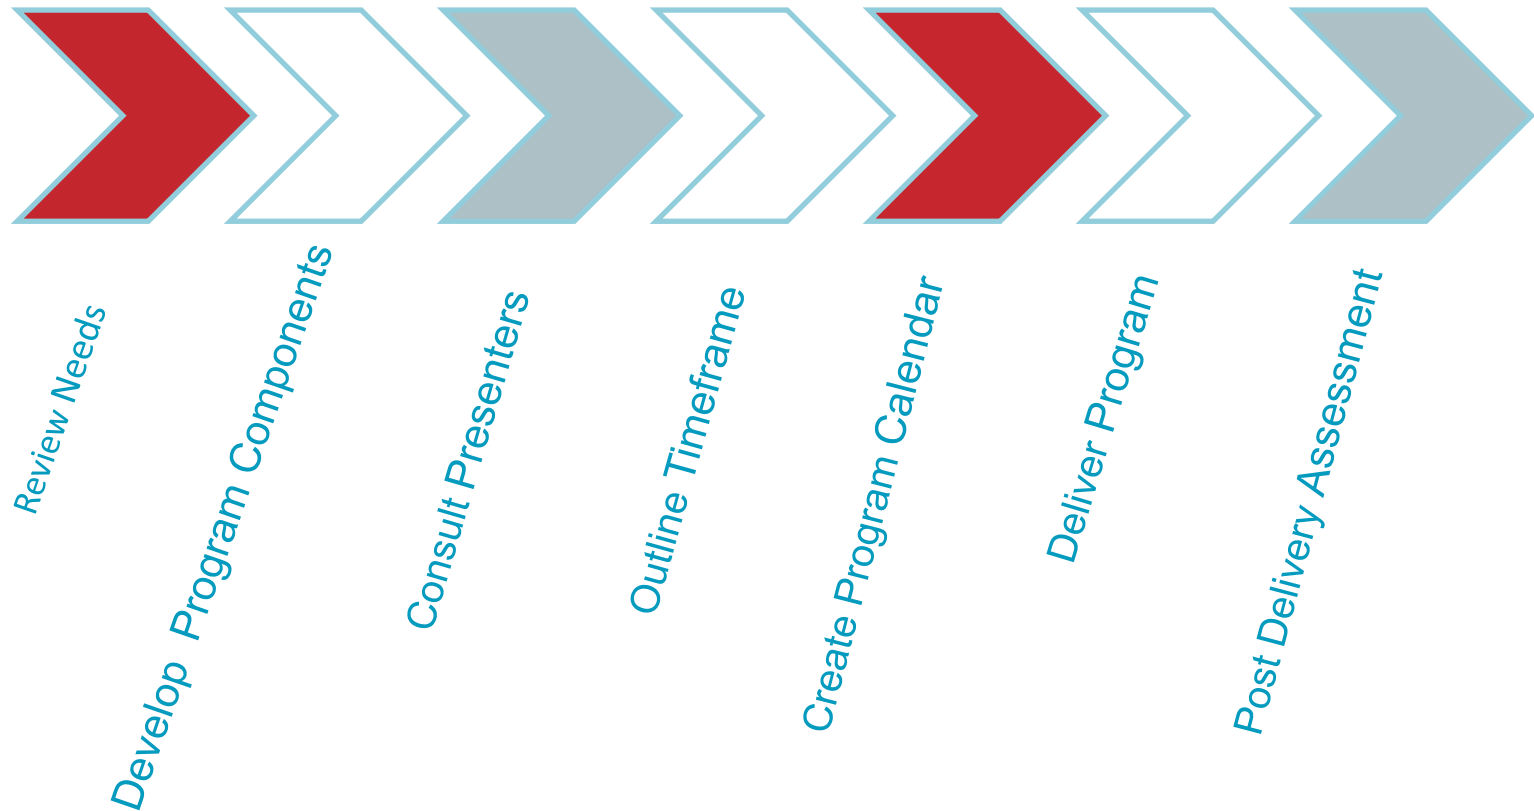 Review Needs
Develop  Program Components
Consult Presenters
Outline Timeframe
Create Program Calendar
Deliver Program
Post Delivery Assessment